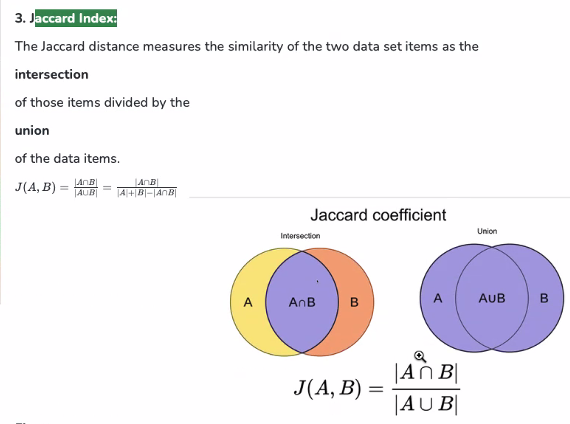 3. Jaccard Index:
The Jaccard distance measures the similarity of the two data set items as the
intersection
of those items divided by the
union
of the data items.
J(A, B) = |A∩B| / |A∪B| = |A∩B| / |A|+|B|−|A∩B|
Jaccard coefficient
Intersection
Union
A A∩B B
A A∪B B
J(A, B) = |A ∩ B| / |A ∪ B|